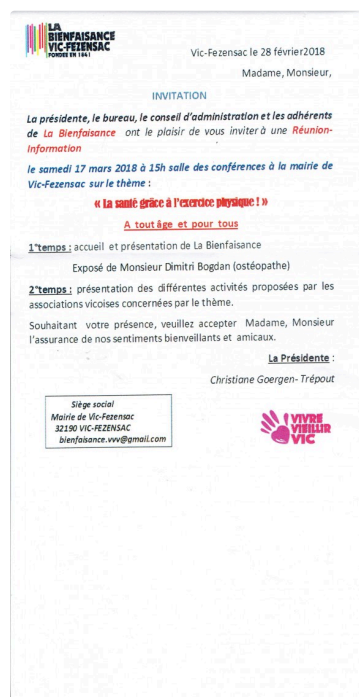 LA
BIENFAISANCE
VIC-FEZENSAC
FONDÉE EN 1841
Vic-Fezensac le 28 février2018
Madame, Monsieur,
INVITATION
La présidente, le bureau, le conseil d'administration et les adhérents
de La Bienfaisance ont le plaisir de vous inviter à une Réunion-
Information
le samedi 17 mars 2018 à 15h salle des conférences à la mairie de
Vic-Fezensac sur le thème :
« La santé grâce à l'exercice physique ! »
A tout âge et pour tous
1°temps : accueil et présentation de La Bienfaisance
Exposé de Monsieur Dimitri Bogdan (ostéopathe)
2°temps : présentation des différentes activités proposées par les
associations vicoises concernées par le thème.
Souhaitant votre présence, veuillez accepter Madame, Monsieur
l'assurance de nos sentiments bienveillants et amicaux.
La Présidente :
Christiane Goergen- Trépout
Siège social
Mairie de Vic-Fezensac
32190 VIC-FEZENSAC
bienfaisance.vvv@gmail.com
VIVRE
VIEILLIR
VIC